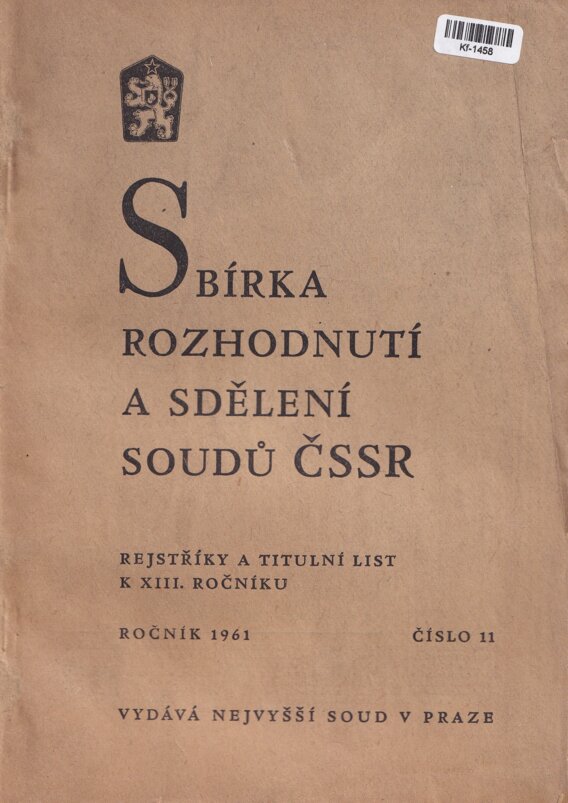 Kf-1458
SBÍRKA
ROZHODNUTÍ
A SDĚLENÍ
SOUDŮ ČSSR
REJSTŘÍKY A TITULNÍ LIST
K XIII. ROČNÍKU
ROČNÍK 1961 ČÍSLO 11
VYDÁVÁ NEJVYŠŠÍ SOUD V PRAZE